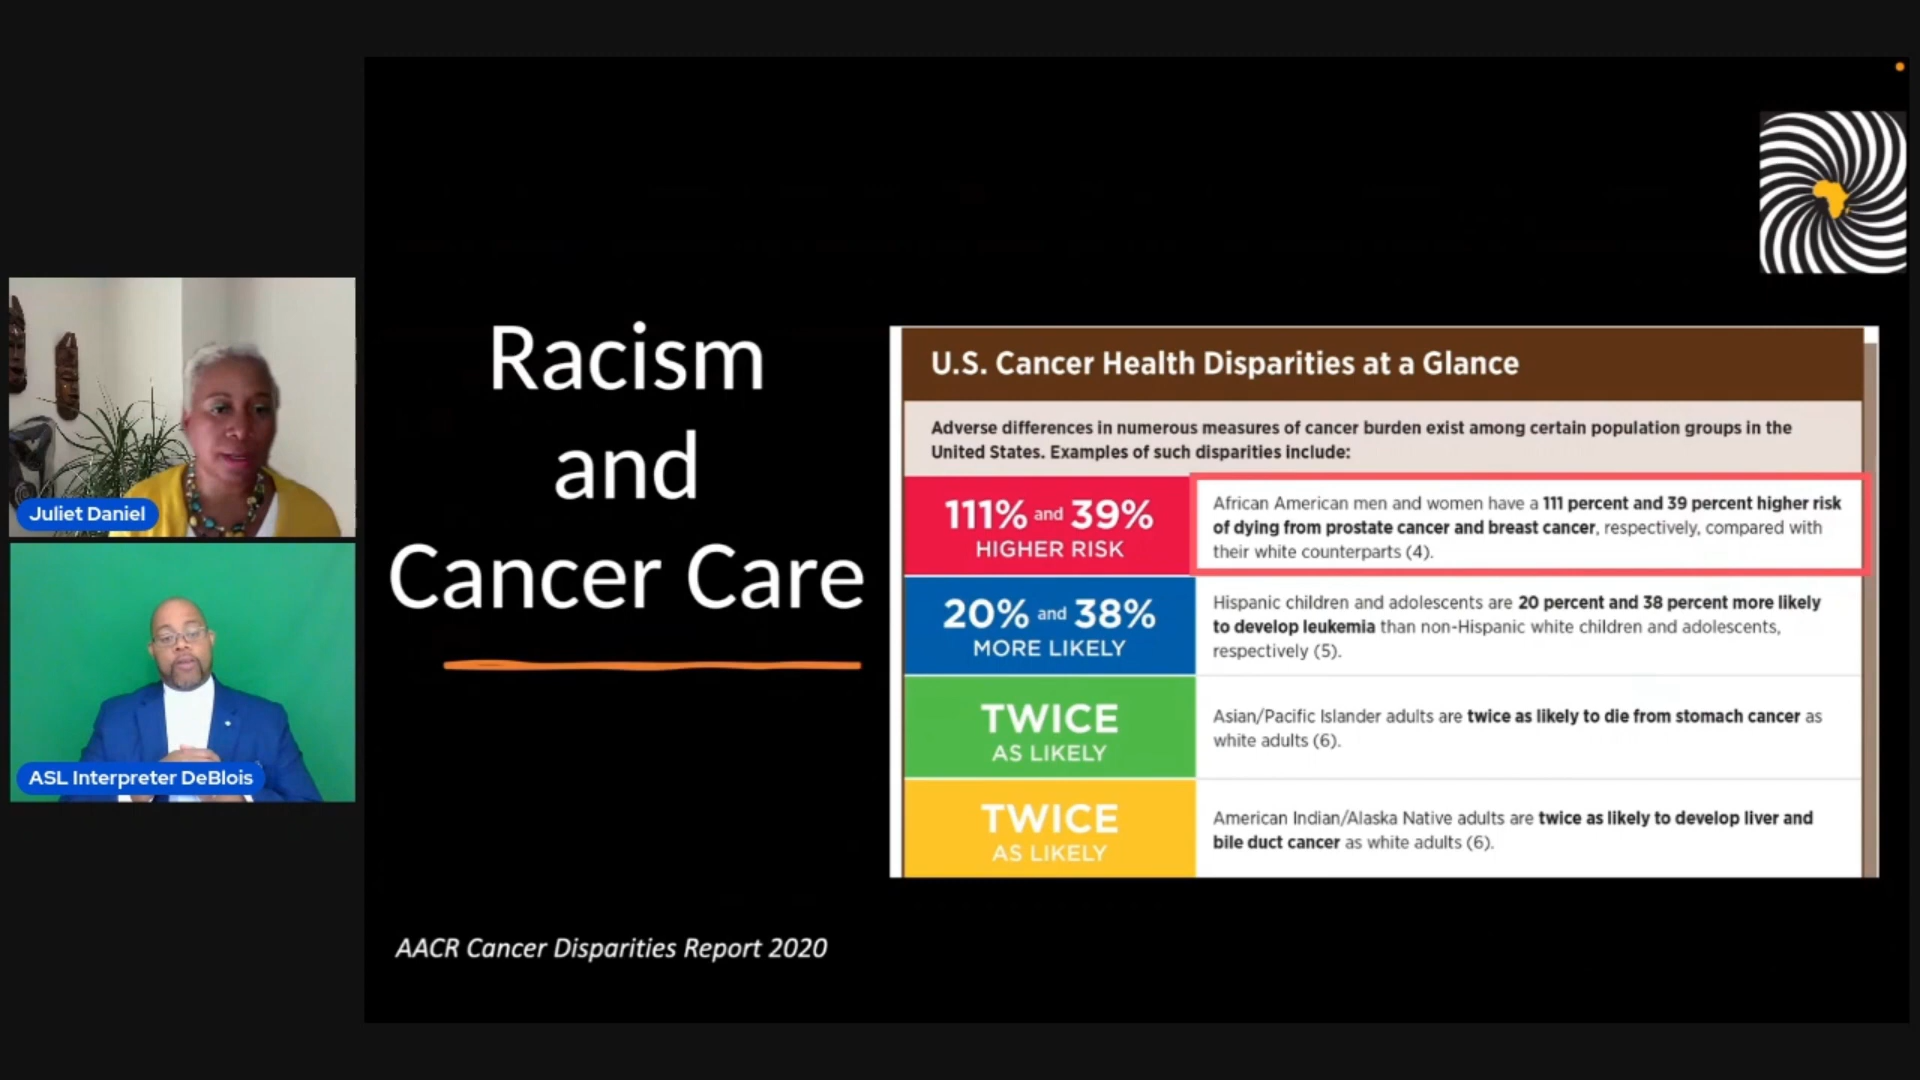 Racism
and
Cancer Care
AACR Cancer Disparities Report 2020
U.S. Cancer Health Disparities at a Glance
Adverse differences in numerous measures of cancer burden exist among certain population groups in the
United States. Examples of such disparities include:
111% and 39%
HIGHER RISK
African American men and women have a 111 percent and 39 percent higher risk
of dying from prostate cancer and breast cancer, respectively, compared with
their white counterparts (4).
20% and 38%
MORE LIKELY
Hispanic children and adolescents are 20 percent and 38 percent more likely
to develop leukemia than non-Hispanic white children and adolescents,
respectively (5).
TWICE
AS LIKELY
Asian/Pacific Islander adults are twice as likely to die from stomach cancer as
white adults (6).
TWICE
AS LIKELY
American Indian/Alaska Native adults are twice as likely to develop liver and
bile duct cancer as white adults (6).
Juliet Daniel
ASL Interpreter DeBlois